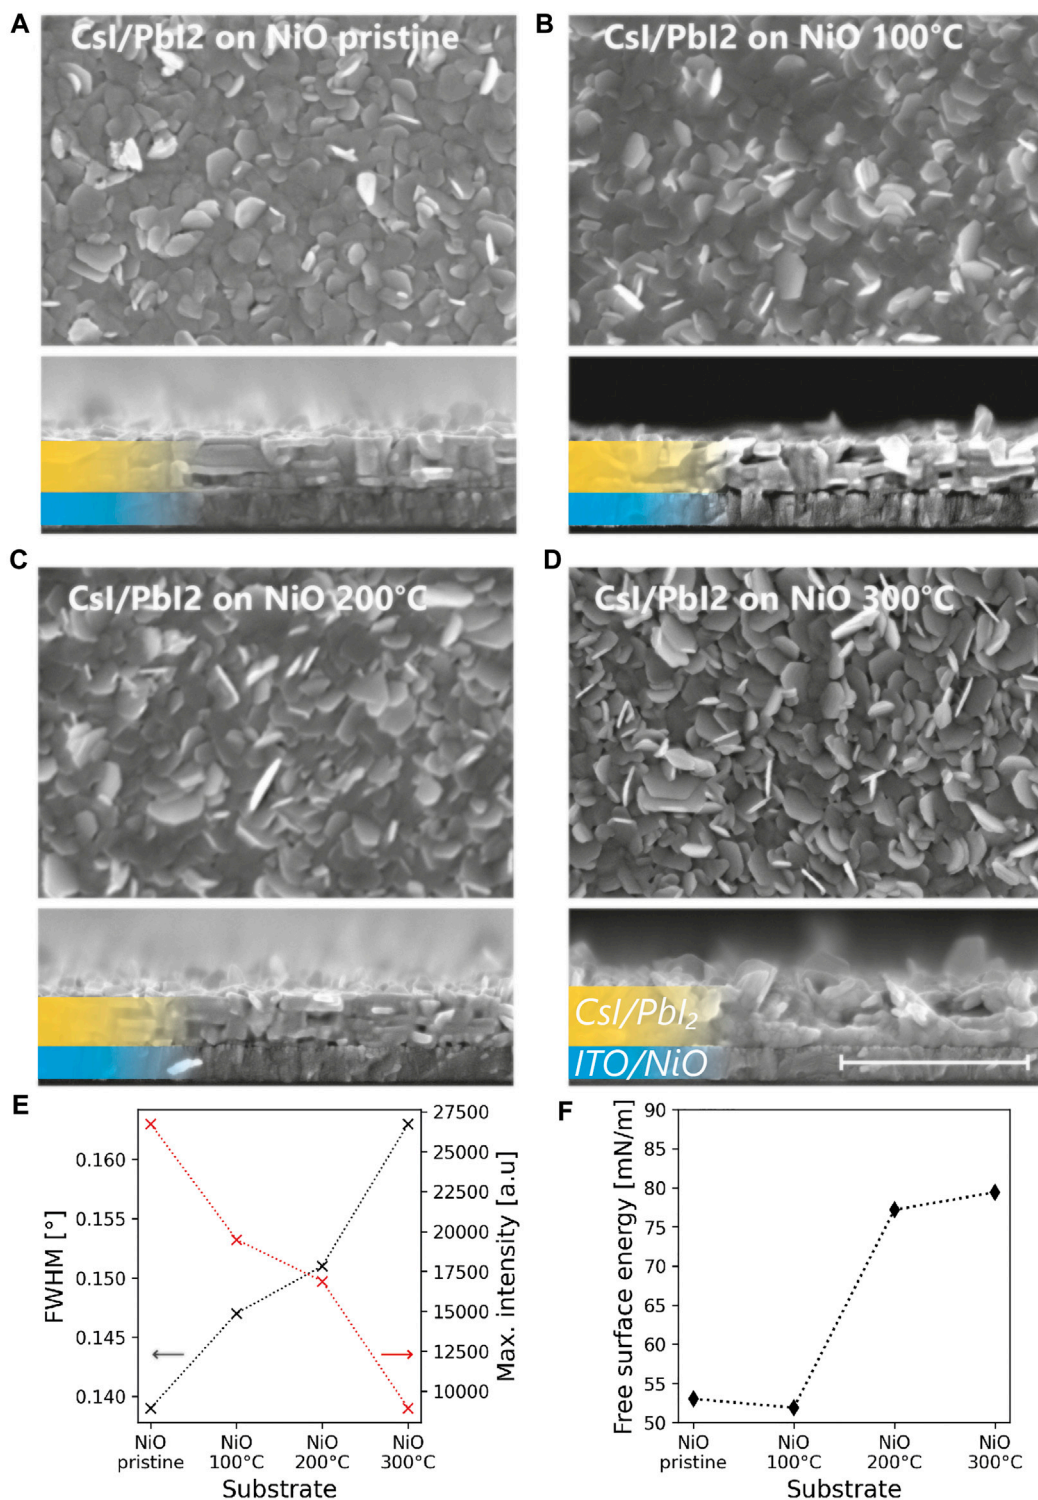 A
CsI/PbI2 on NiO pristine
B
CsI/PbI2 on NiO 100°C
C
CsI/PbI2 on NiO 200°C
D
CsI/PbI2 on NiO 300°C
CsI/PbI₂
ITO/NiO
E
FWHM [°]
0.160
0.155
0.150
0.145
0.140
27500
25000
22500
20000
17500
15000
12500
10000
Max. intensity [a.u]
NiO
pristine
NiO
100°C
NiO
200°C
NiO
300°C
Substrate
F
Free surface energy [mN/m]
90
85
80
75
70
65
60
53
50
NiO
pristine
NiO
100°C
NiO
200°C
NiO
300°C
Substrate